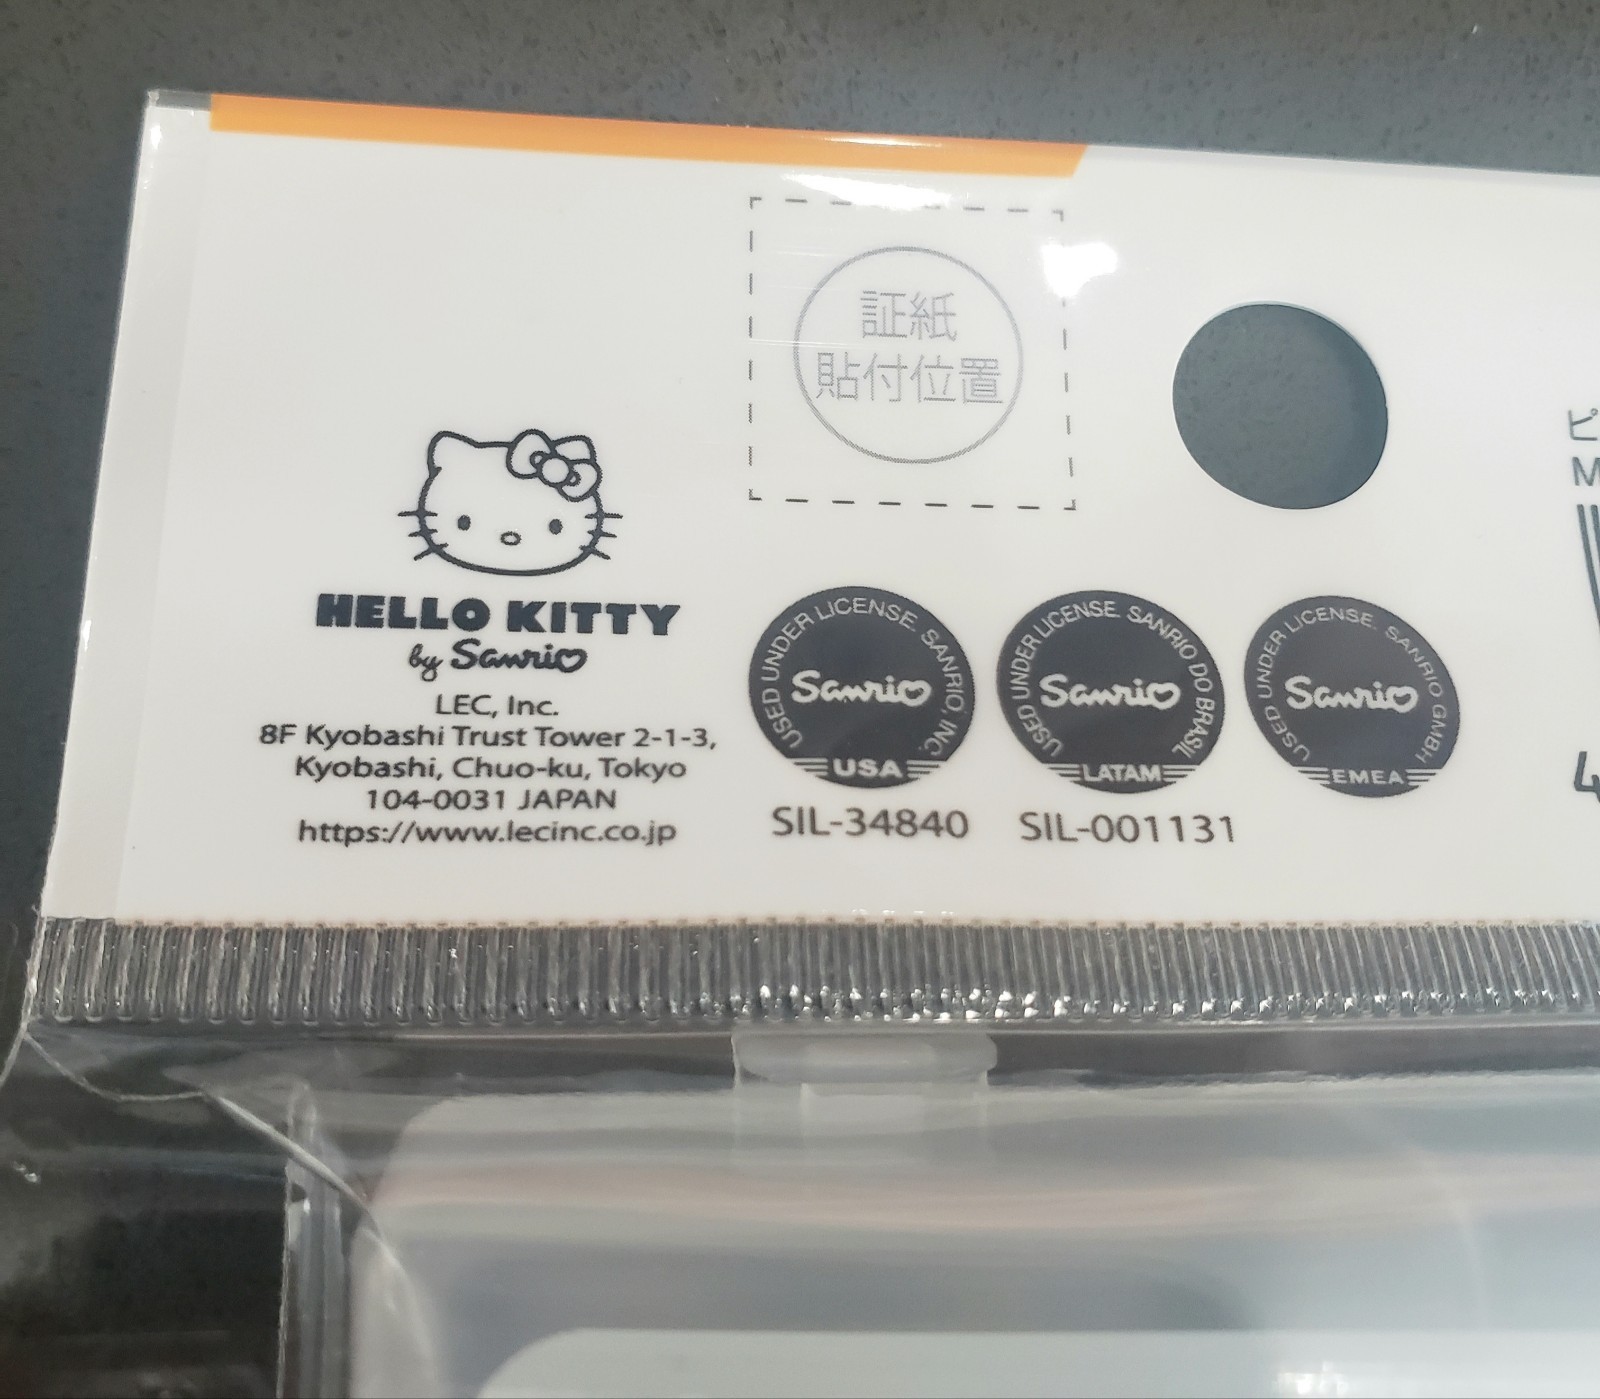 証紙
貼付位置
HELLO KITTY
by Sanrio
LEC, Inc.
8F Kyobashi Trust Tower 2-1-3,
Kyobashi, Chuo-ku, Tokyo
104-0031 JAPAN
https://www.lecinc.co.jp
USED UNDER LICENSE. SANRIO, INC.
Sanrio
USA
SIL-34840
USED UNDER LICENSE. SANRIO DO BRASIL
Sanrio
LATAM
SIL-001131
USED UNDER LICENSE. SANRIO GMBH
Sanrio
EMEA
ピ
M
4